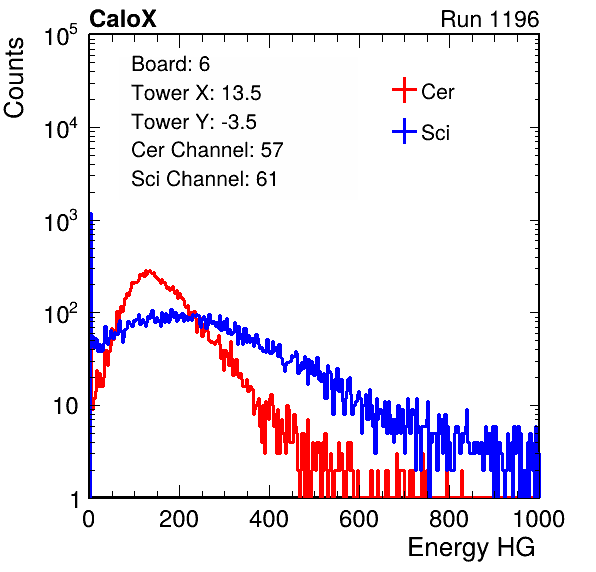 CaloX Run 1196
Counts
10^5
10^4
10^3
10^2
10
1
Board: 6
Tower X: 13.5
Tower Y: -3.5
Cer Channel: 57
Sci Channel: 61
Cer
Sci
0 200 400 600 800 1000
Energy HG